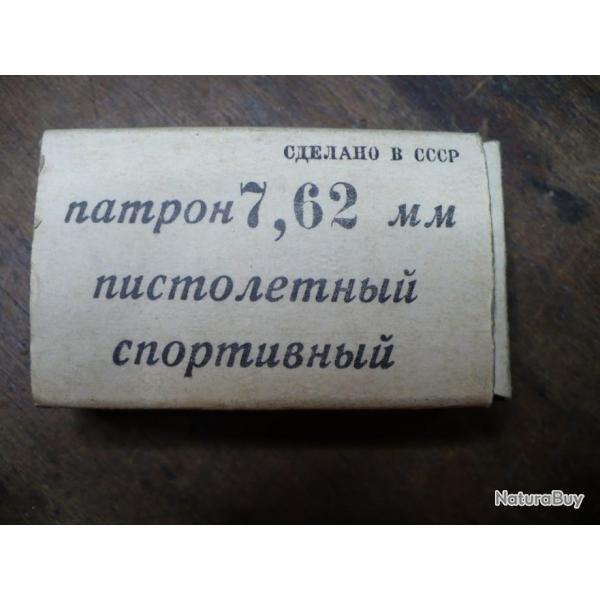 СДЕЛАНО В СССР
патрон 7,62 мм
пистолетный
спортивный
NaturaBuy